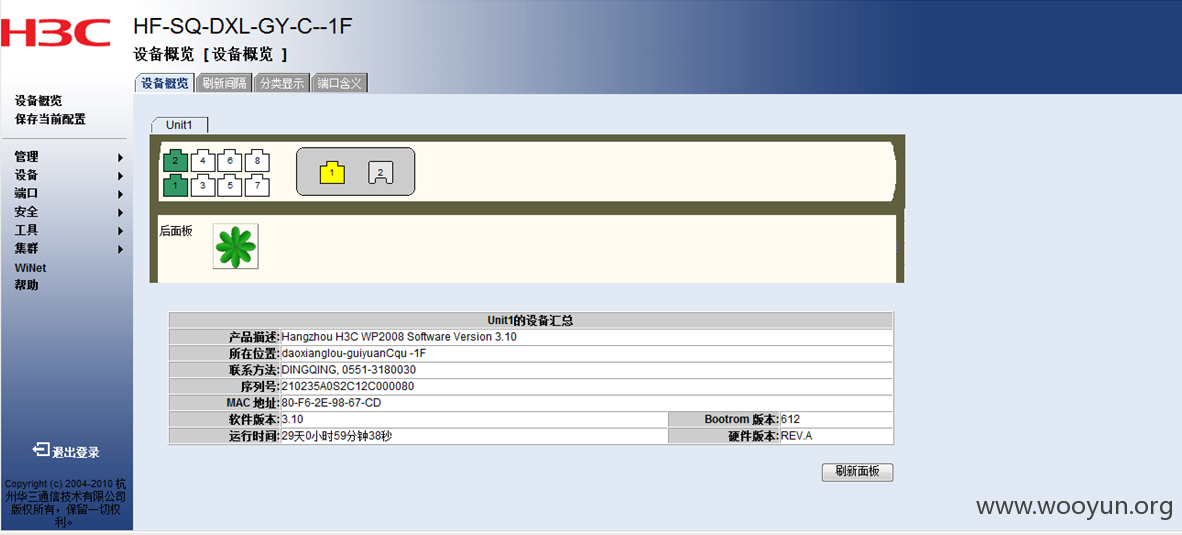 H3C
HF-SQ-DXL-GY-C--1F
设备概览 [ 设备概览 ]
设备概览 刷新间隔 分类显示 端口含义
设备概览
保存当前配置
管理
设备
端口
安全
工具
集群
WiNet
帮助
退出登录
Copyright (c) 2004-2010 杭
州华三通信技术有限公司
版权所有，保留一切权
利。
Unit1
2 4 6 8
1 3 5 7
1 2
后面板
Unit1的设备汇总
产品描述: Hangzhou H3C WP2008 Software Version 3.10
所在位置: daoxianglou-guiyuanCqu -1F
联系方法: DINGQING, 0551-3180030
序列号: 210235A0S2C12C000080
MAC 地址: 80-F6-2E-98-67-CD
软件版本: 3.10 Bootrom 版本: 612
运行时间: 29天0小时59分钟38秒 硬件版本: REV.A
刷新面板
www.wooyun.org